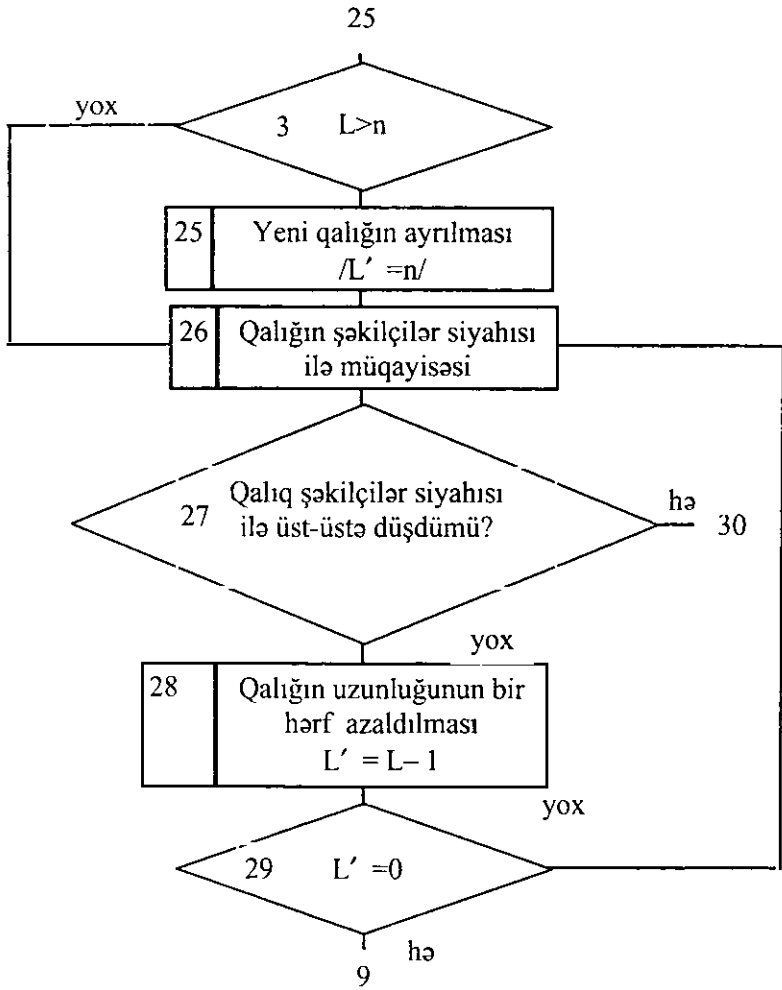 25
yox
3 L>n
25 Yeni qalığın ayrılması
/L′ =n/
26 Qalığın şəkilçilər siyahısı
ilə müqayisəsi
27 Qalıq şəkilçilər siyahısı
ilə üst-üstə düşdümü?
hə 30
yox
28 Qalığın uzunluğunun bir
hərf azaldılması
L′ = L– 1
yox
29 L′ =0
hə
9